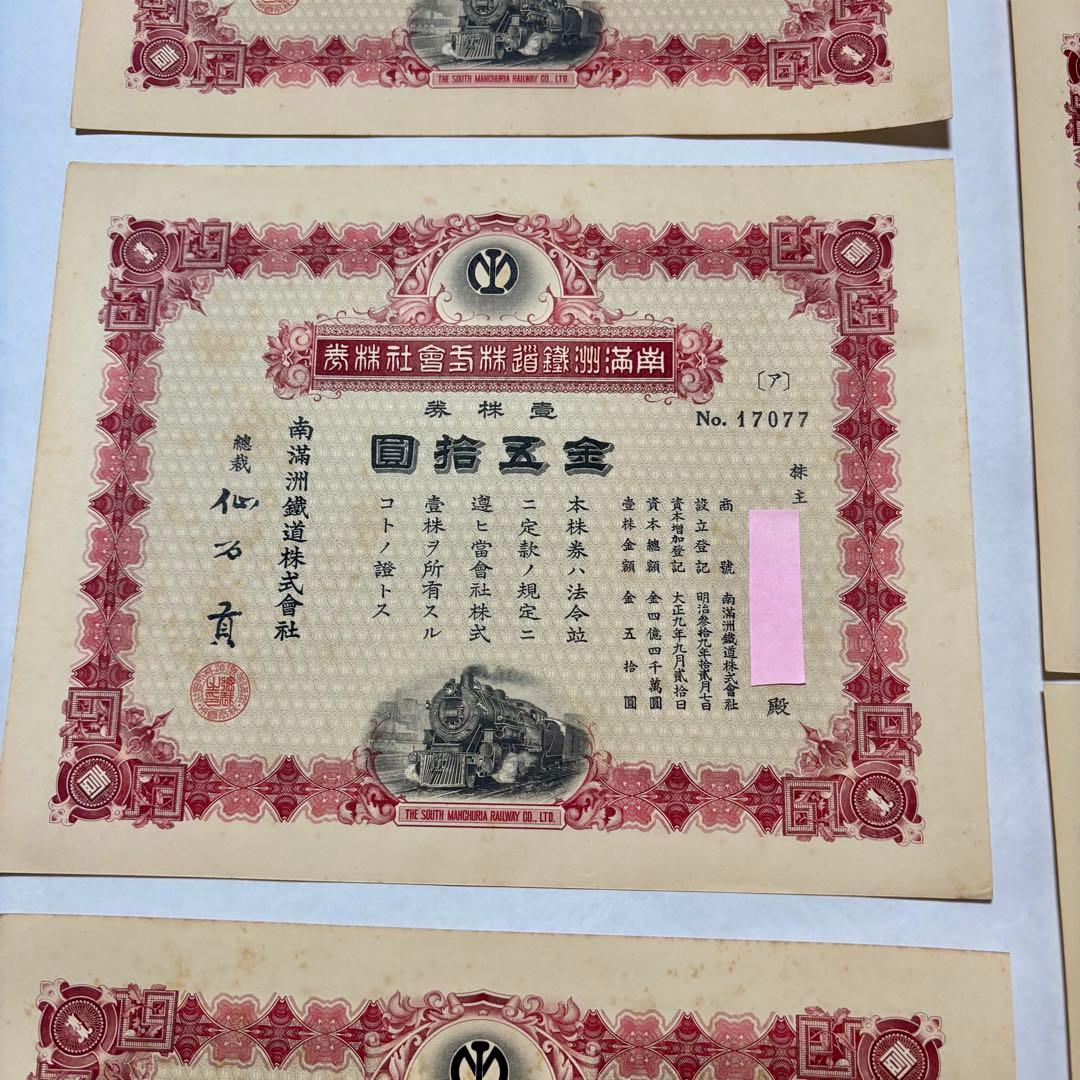 THE SOUTH MANCHURIA RAILWAY CO., LTD.
南滿洲鐵道株式會社株券
〔ア〕
No. 17077
壹株券
金五拾圓
株主
殿
商號 南滿洲鐵道株式會社
設立登記 明治參拾九年拾貳月七日
資本增加登記 大正九年九月貳拾日
資本總額 金四億四千萬圓
壹株金額 金五拾圓
本株券ハ法令竝
ニ定款ノ規定ニ
遵ヒ當會社株式
壹株ヲ所有スル
コトノ證トス
南滿洲鐵道株式會社
總裁 仙石貢
THE SOUTH MANCHURIA RAILWAY CO., LTD.